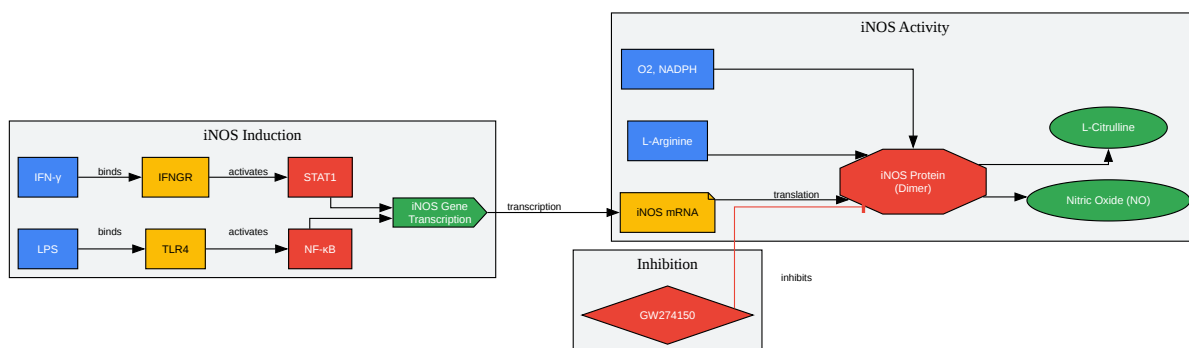 iNOS Activity
O2, NADPH
L-Citrulline
iNOS Induction
L-Arginine
IFN-γ
binds
IFNGR
activates
STAT1
iNOS Protein
(Dimer)
iNOS Gene
Transcription
transcription
iNOS mRNA
translation
Nitric Oxide (NO)
LPS
binds
TLR4
activates
NF-κB
Inhibition
inhibits
GW274150